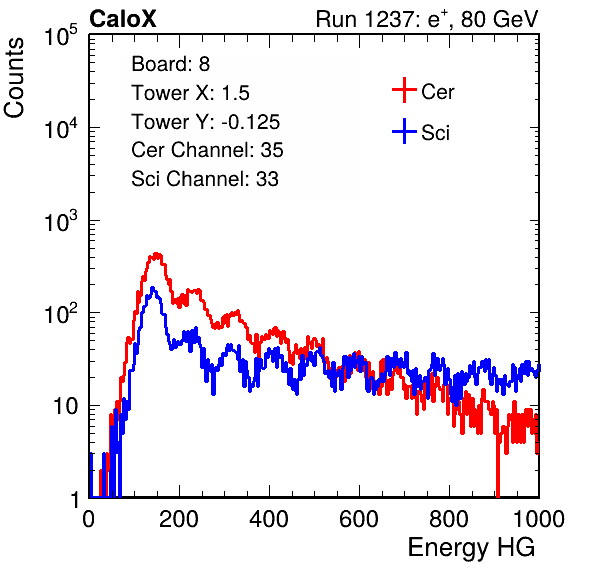 CaloX Run 1237: e+, 80 GeV
Counts
Board: 8
Tower X: 1.5
Tower Y: -0.125
Cer Channel: 35
Sci Channel: 33
Cer
Sci
10^5
10^4
10^3
10^2
10
1
0 200 400 600 800 1000
Energy HG